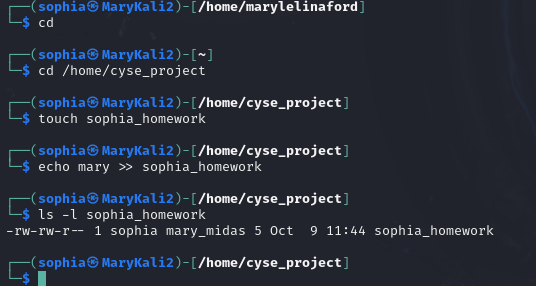 ┌──(sophia㉿MaryKali2)-[/home/marylelinaford]
└─$ cd
┌──(sophia㉿MaryKali2)-[~]
└─$ cd /home/cyse_project
┌──(sophia㉿MaryKali2)-[/home/cyse_project]
└─$ touch sophia_homework
┌──(sophia㉿MaryKali2)-[/home/cyse_project]
└─$ echo mary >> sophia_homework
┌──(sophia㉿MaryKali2)-[/home/cyse_project]
└─$ ls -l sophia_homework
-rw-rw-r-- 1 sophia mary_midas 5 Oct  9 11:44 sophia_homework
┌──(sophia㉿MaryKali2)-[/home/cyse_project]
└─$